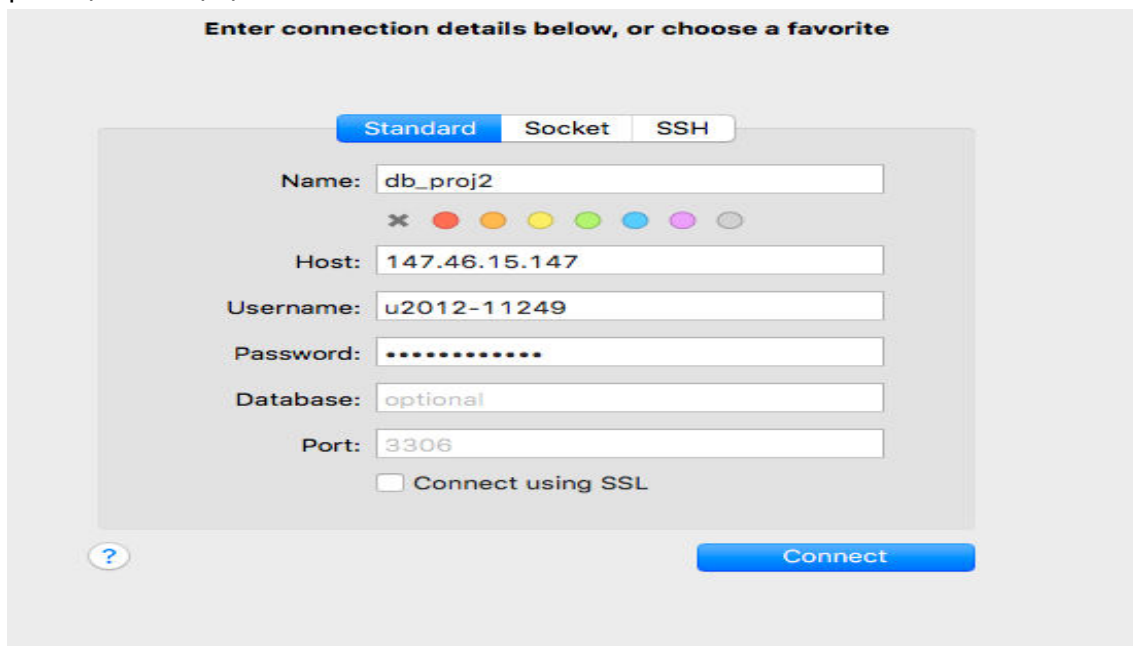 Enter connection details below, or choose a favorite
Standard Socket SSH
Name: db_proj2
Host: 147.46.15.147
Username: u2012-11249
Password: ••••••••••••
Database: optional
Port: 3306
Connect using SSL
? Connect